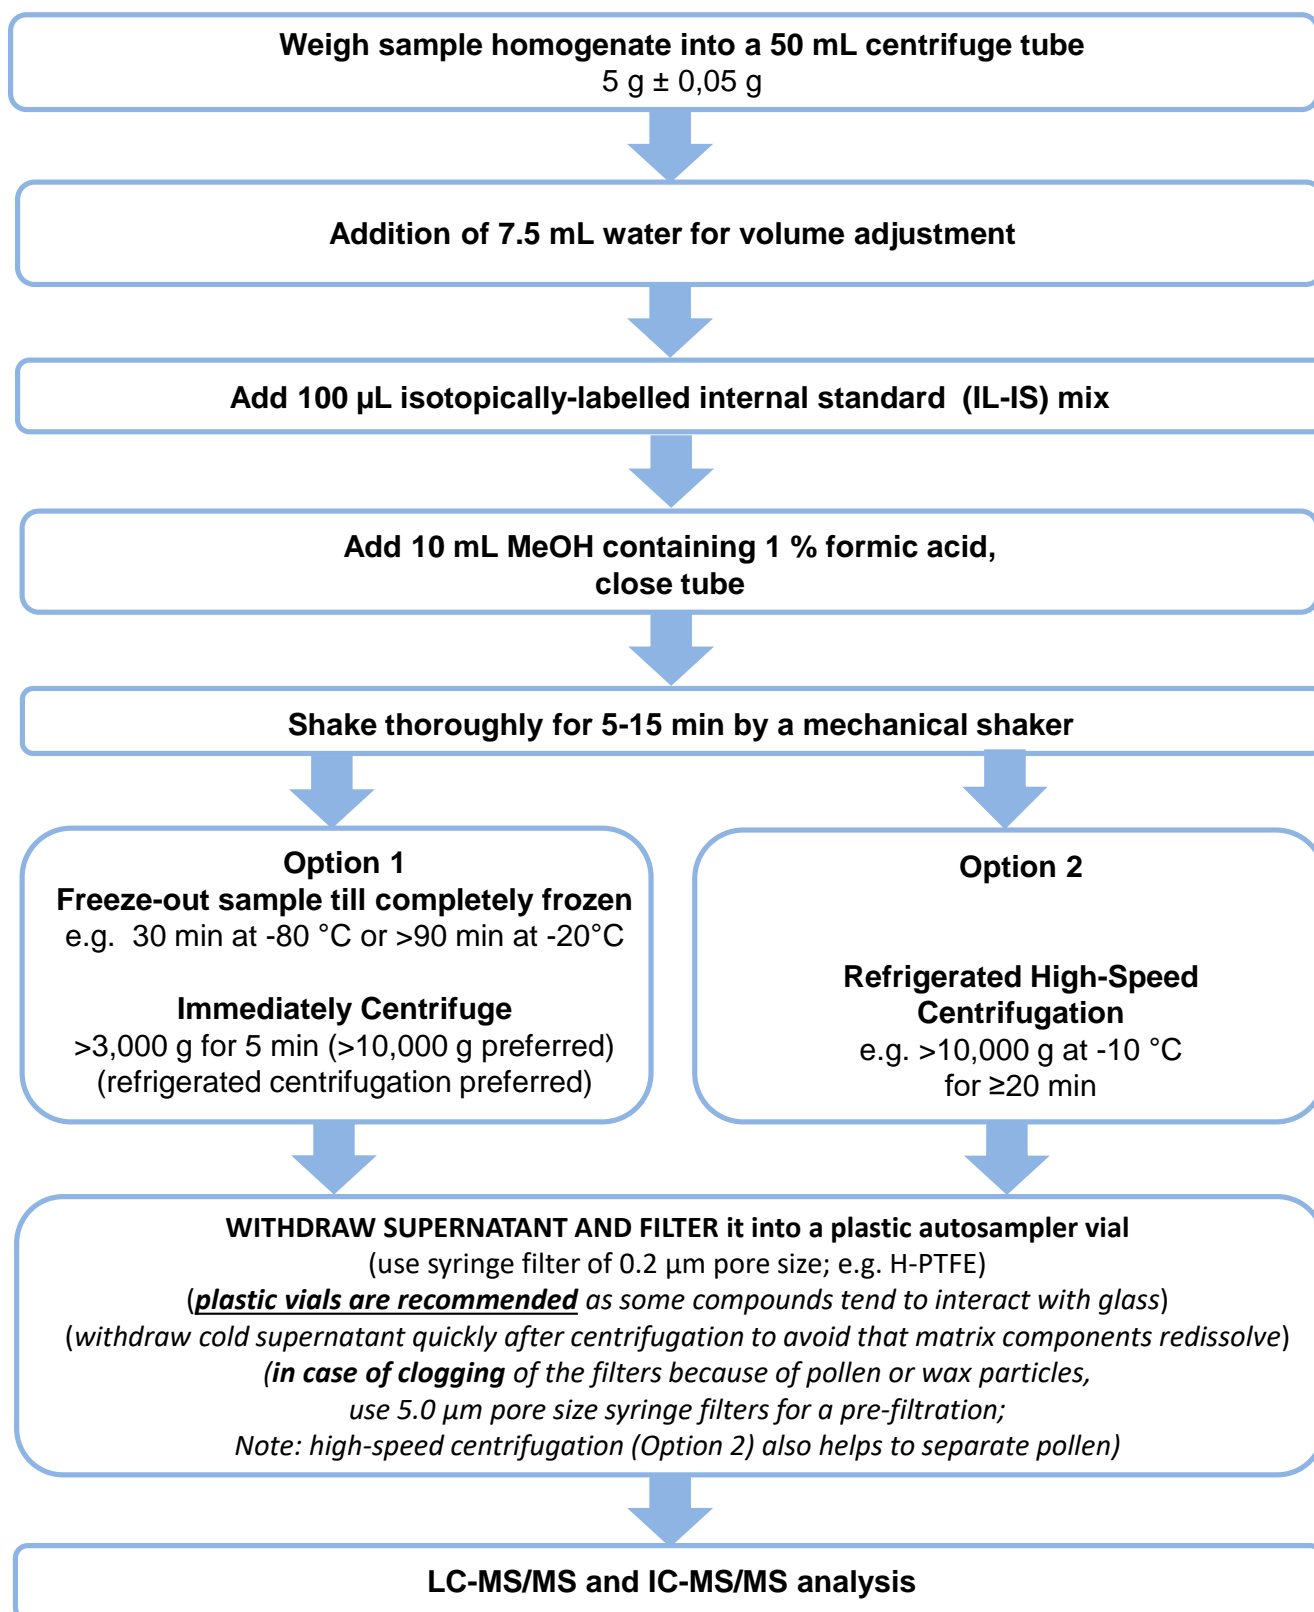 Weigh sample homogenate into a 50 mL centrifuge tube
5 g ± 0,05 g
Addition of 7.5 mL water for volume adjustment
Add 100 µL isotopically-labelled internal standard (IL-IS) mix
Add 10 mL MeOH containing 1 % formic acid,
close tube
Shake thoroughly for 5-15 min by a mechanical shaker
Option 1
Freeze-out sample till completely frozen
e.g. 30 min at -80 °C or >90 min at -20°C
Immediately Centrifuge
>3,000 g for 5 min (>10,000 g preferred)
(refrigerated centrifugation preferred)
Option 2
Refrigerated High-Speed
Centrifugation
e.g. >10,000 g at -10 °C
for ≥20 min
WITHDRAW SUPERNATANT AND FILTER it into a plastic autosampler vial
(use syringe filter of 0.2 µm pore size; e.g. H-PTFE)
(plastic vials are recommended as some compounds tend to interact with glass)
(withdraw cold supernatant quickly after centrifugation to avoid that matrix components redissolve)
(in case of clogging of the filters because of pollen or wax particles,
use 5.0 µm pore size syringe filters for a pre-filtration;
Note: high-speed centrifugation (Option 2) also helps to separate pollen)
LC-MS/MS and IC-MS/MS analysis